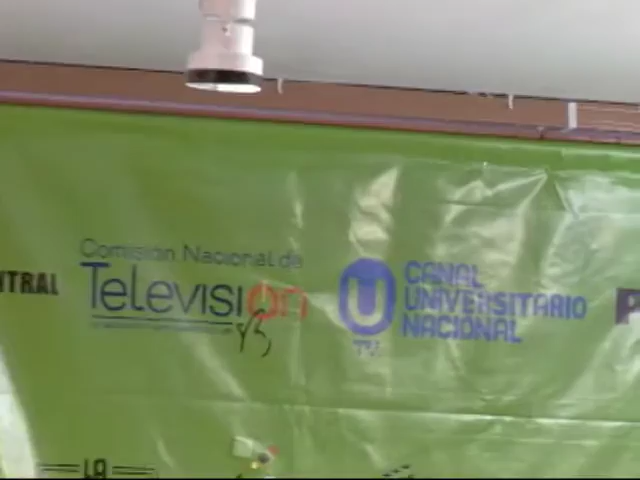 NTRAL
Comisión Nacional de
Televisión
U
TV
CANAL
UNIVERSITARIO
NACIONAL
P
LA